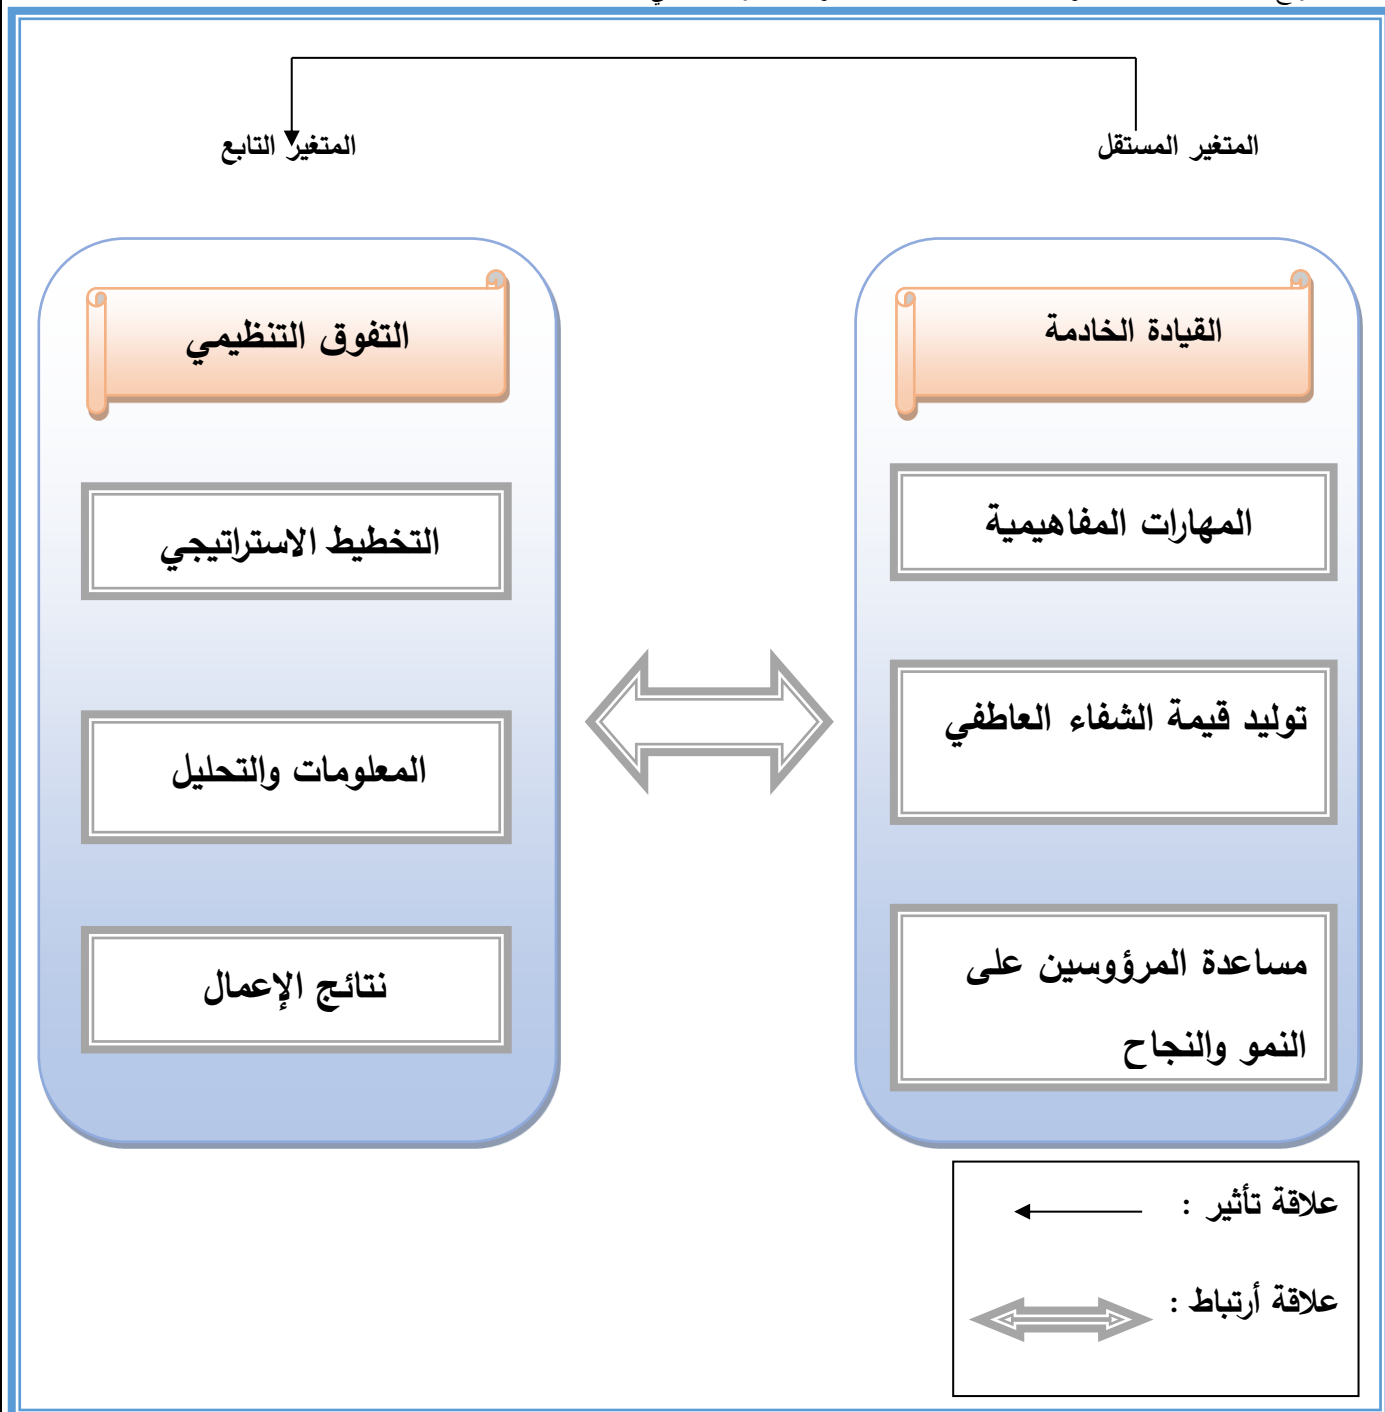 المتغير المستقل
المتغير التابع
القيادة الخادمة
المهارات المفاهيمية
توليد قيمة الشفاء العاطفي
مساعدة المرؤوسين على
النمو والنجاح
التفوق التنظيمي
التخطيط الاستراتيجي
المعلومات والتحليل
نتائج الإعمال
علاقة تأثير :
علاقة أرتباط :